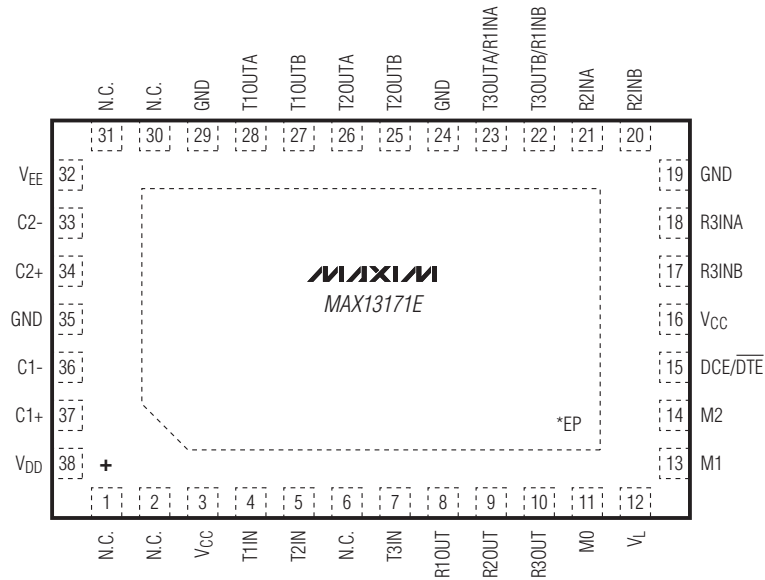 N.C. N.C. GND T1OUTA T1OUTB T2OUTA T2OUTB GND T3OUTA/R1INA T3OUTB/R1INB R2INA R2INB
31 30 29 28 27 26 25 24 23 22 21 20
VEE 32
C2- 33
C2+ 34
GND 35
C1- 36
C1+ 37
VDD 38
+
MAXIM
MAX13171E
*EP
19 GND
18 R3INA
17 R3INB
16 VCC
15 DCE/DTE
14 M2
13 M1
1 2 3 4 5 6 7 8 9 10 11 12
N.C. N.C. VCC T1IN T2IN N.C. T3IN R1OUT R2OUT R3OUT M0 VL